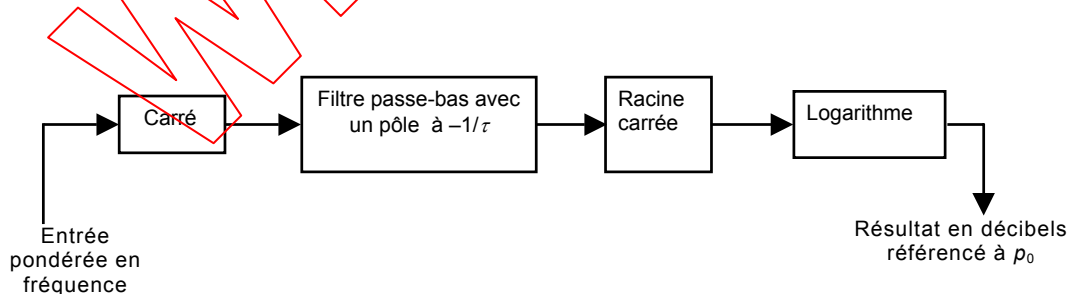 Carré
Filtre passe-bas avec
un pôle à –1/τ
Racine
carrée
Logarithme
Entrée
pondérée en
fréquence
Résultat en décibels
référencé à p₀